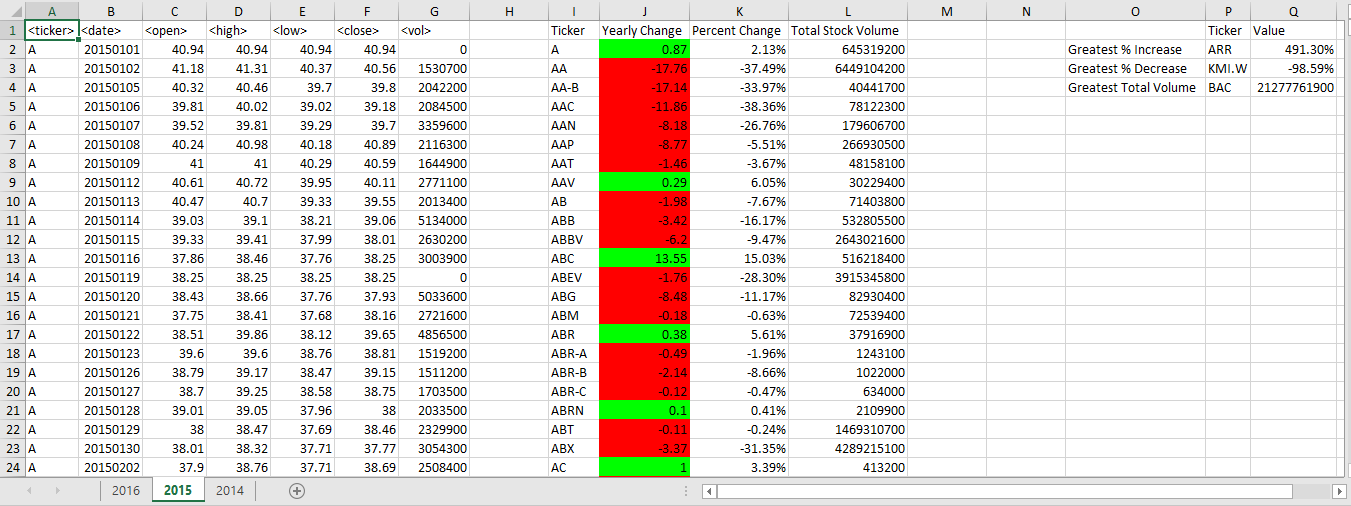 A B C D E F G H I J K L M N O P Q
1 <ticker> <date> <open> <high> <low> <close> <vol> Ticker Yearly Change Percent Change Total Stock Volume Ticker Value
2 A 20150101 40.94 40.94 40.94 40.94 0 A 0.87 2.13% 645319200 Greatest % Increase ARR 491.30%
3 A 20150102 41.18 41.31 40.37 40.56 1530700 AA -17.76 -37.49% 6449104200 Greatest % Decrease KMI.W -98.59%
4 A 20150105 40.32 40.46 39.7 39.8 2042200 AA-B -17.14 -33.97% 40441700 Greatest Total Volume BAC 21277761900
5 A 20150106 39.81 40.02 39.02 39.18 2084500 AAC -11.86 -38.36% 78122300
6 A 20150107 39.52 39.81 39.29 39.7 3359600 AAN -8.18 -26.76% 179606700
7 A 20150108 40.24 40.98 40.18 40.89 2116300 AAP -8.77 -5.51% 266930500
8 A 20150109 41 41 40.29 40.59 1644900 AAT -1.46 -3.67% 48158100
9 A 20150112 40.61 40.72 39.95 40.11 2771100 AAV 0.29 6.05% 30229400
10 A 20150113 40.47 40.7 39.33 39.55 2013400 AB -1.98 -7.67% 71403800
11 A 20150114 39.03 39.1 38.21 39.06 5134000 ABB -3.42 -16.17% 532805500
12 A 20150115 39.33 39.41 37.99 38.01 2630200 ABBV -6.2 -9.47% 2643021600
13 A 20150116 37.86 38.46 37.76 38.25 3003900 ABC 13.55 15.03% 516218400
14 A 20150119 38.25 38.25 38.25 38.25 0 ABEV -1.76 -28.30% 3915345800
15 A 20150120 38.43 38.66 37.76 37.93 5033600 ABG -8.48 -11.17% 82930400
16 A 20150121 37.75 38.41 37.68 38.16 2721600 ABM -0.18 -0.63% 72539400
17 A 20150122 38.51 39.86 38.12 39.65 4856500 ABR 0.38 5.61% 37916900
18 A 20150123 39.6 39.6 38.76 38.81 1519200 ABR-A -0.49 -1.96% 1243100
19 A 20150126 38.79 39.17 38.47 39.15 1511200 ABR-B -2.14 -8.66% 1022000
20 A 20150127 38.7 39.25 38.58 38.75 1703500 ABR-C -0.12 -0.47% 634000
21 A 20150128 39.01 39.05 37.96 38 2033500 ABRN 0.1 0.41% 2109900
22 A 20150129 38 38.47 37.69 38.46 2329900 ABT -0.11 -0.24% 1469310700
23 A 20150130 38.01 38.32 37.71 37.77 3054300 ABX -3.37 -31.35% 4289215100
24 A 20150202 37.9 38.76 37.71 38.69 2508400 AC 1 3.39% 413200
2016 2015 2014